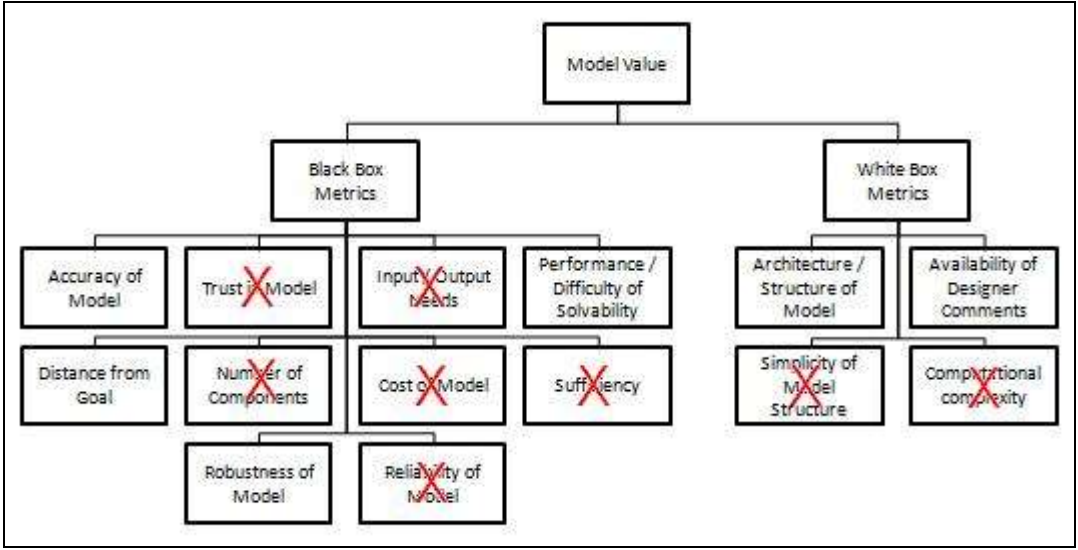 Model Value
Black Box
Metrics
White Box
Metrics
Accuracy of
Model
Trust in Model
Input / Output
Needs
Performance /
Difficulty of
Solvability
Architecture /
Structure of
Model
Availability of
Designer
Comments
Distance from
Goal
Number of
Components
Cost of Model
Sufficiency
Simplicity of
Model
Structure
Computational
complexity
Robustness of
Model
Reliability of
Model